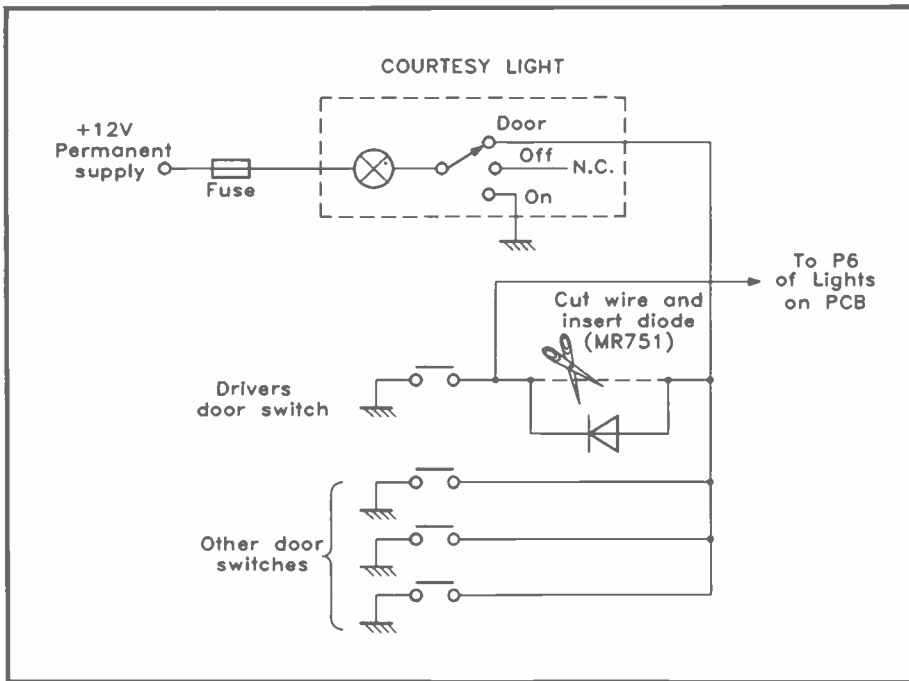 COURTESY LIGHT
+12V
Permanent
supply
Fuse
Door
Off
N.C.
On
To P6
of Lights
on PCB
Cut wire and
insert diode
(MR751)
Drivers
door switch
Other door
switches